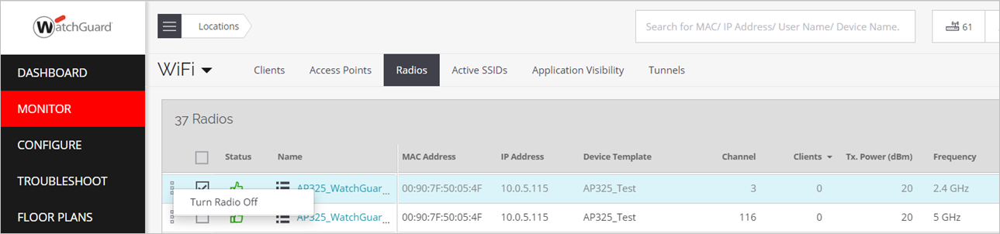 WatchGuard
Locations
Search for MAC/ IP Address/ User Name/ Device Name.
61
DASHBOARD
WiFi
Clients
Access Points
Radios
Active SSIDs
Application Visibility
Tunnels
MONITOR
37 Radios
CONFIGURE
Status
Name
MAC Address
IP Address
Device Template
Channel
Clients
Tx. Power (dBm)
Frequency
TROUBLESHOOT
AP325_WatchGuar...
00:90:7F:50:05:4F
10.0.5.115
AP325_Test
3
0
20
2.4 GHz
Turn Radio Off
FLOOR PLANS
AP325_WatchGuar...
00:90:7F:50:05:4F
10.0.5.115
AP325_Test
116
0
20
5 GHz